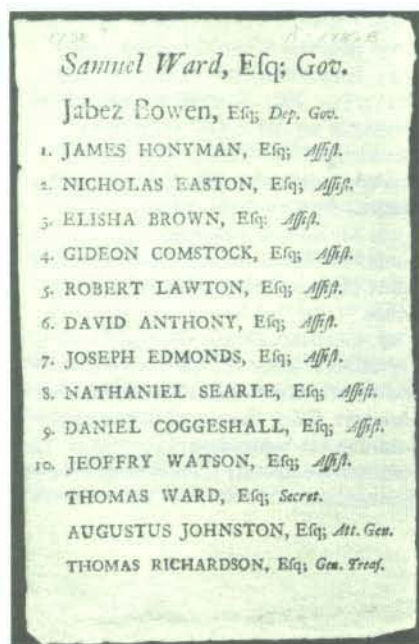 Samuel Ward, Eſq; Gov.
Jabez Bowen, Eſq; Dep. Gov.
1. JAMES HONYMAN, Eſq; Aſſiſt.
2. NICHOLAS EASTON, Eſq; Aſſiſt.
3. ELISHA BROWN, Eſq: Aſſiſt.
4. GIDEON COMSTOCK, Eſq; Aſſiſt.
5. ROBERT LAWTON, Eſq; Aſſiſt.
6. DAVID ANTHONY, Eſq; Aſſiſt.
7. JOSEPH EDMONDS, Eſq; Aſſiſt.
8. NATHANIEL SEARLE, Eſq; Aſſiſt.
9. DANIEL COGGESHALL, Eſq; Aſſiſt.
10. JEOFFRY WATSON, Eſq; Aſſiſt.
THOMAS WARD, Eſq; Secret.
AUGUSTUS JOHNSTON, Eſq; Att. Gen.
THOMAS RICHARDSON, Eſq; Gen. Treaſ.